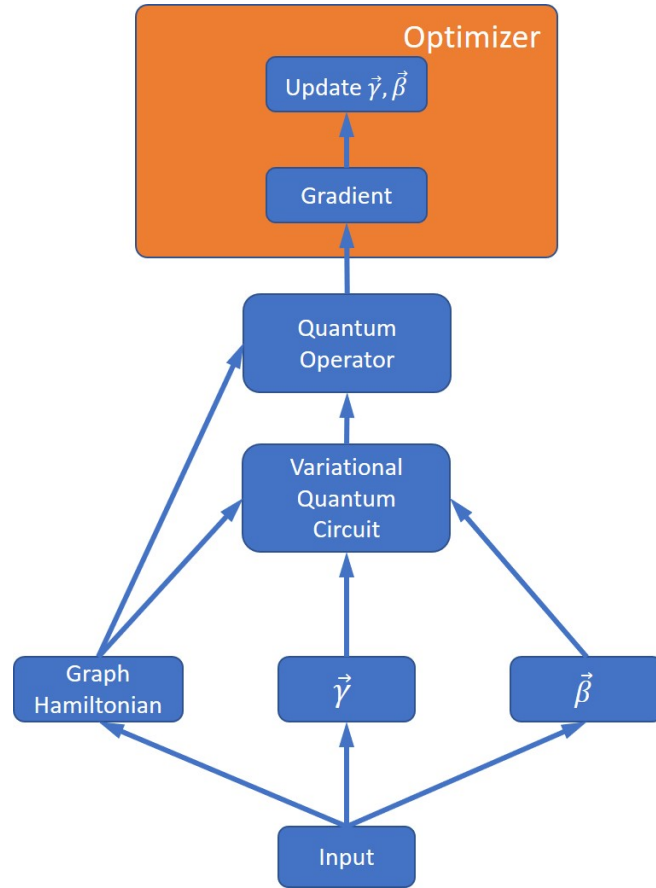 Optimizer
Update γ⃗, β⃗
Gradient
Quantum
Operator
Variational
Quantum
Circuit
Graph
Hamiltonian
γ⃗
β⃗
Input